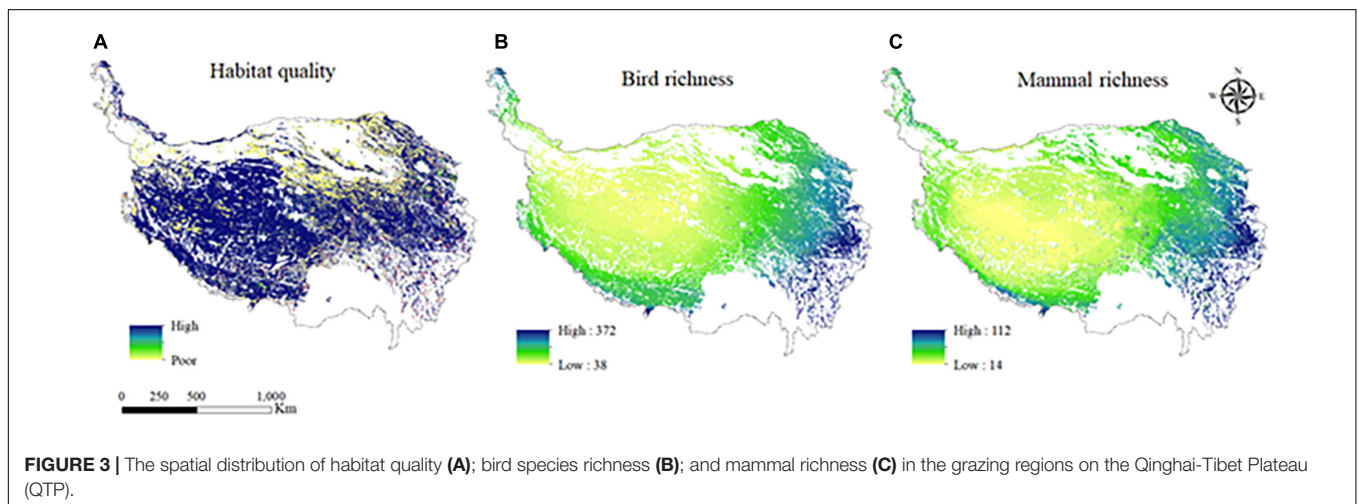 A
B
C
Habitat quality
Bird richness
Mammal richness
N
W E
S
High
Poor
High : 372
Low : 38
High : 112
Low : 14
0 250 500 1,000
Km
FIGURE 3 | The spatial distribution of habitat quality (A); bird species richness (B); and mammal richness (C) in the grazing regions on the Qinghai-Tibet Plateau
(QTP).